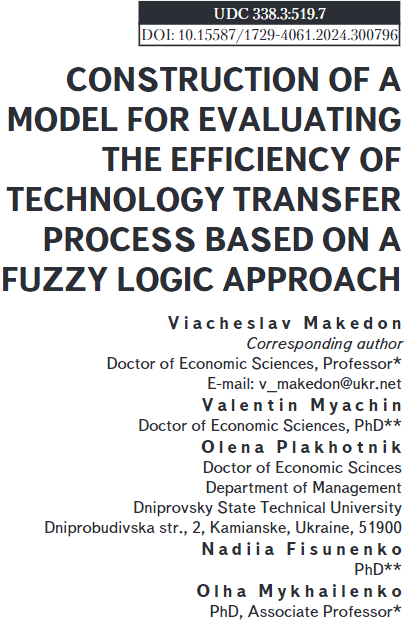 UDC 338.3:519.7
DOI: 10.15587/1729-4061.2024.300796
CONSTRUCTION OF A
MODEL FOR EVALUATING
THE EFFICIENCY OF
TECHNOLOGY TRANSFER
PROCESS BASED ON A
FUZZY LOGIC APPROACH
Viacheslav Makedon
Corresponding author
Doctor of Economic Sciences, Professor*
E-mail: v_makedon@ukr.net
Valentin Myachin
Doctor of Economic Sciences, PhD**
Olena Plakhotnik
Doctor of Economic Scinces
Department of Management
Dniprovsky State Technical University
Dniprobudivska str., 2, Kamianske, Ukraine, 51900
Nadiia Fisunenko
PhD**
Olha Mykhailenko
PhD, Associate Professor*